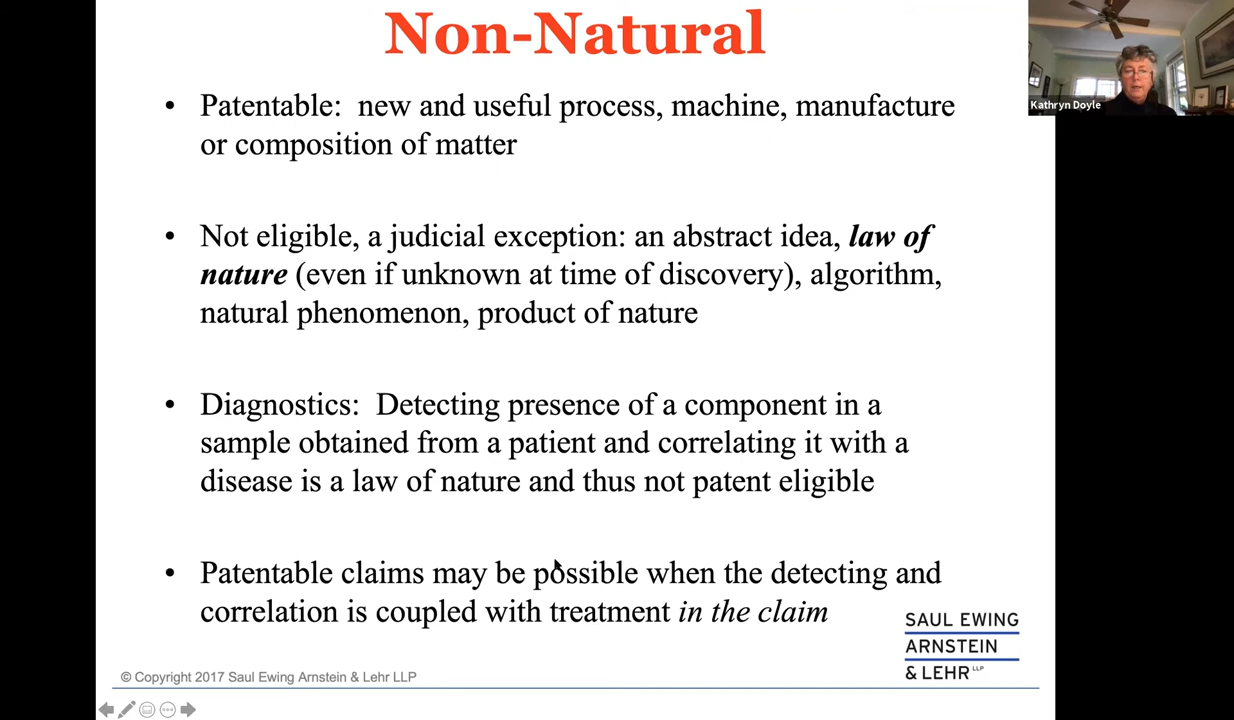 Non-Natural
Kathryn Doyle
• Patentable: new and useful process, machine, manufacture
or composition of matter
• Not eligible, a judicial exception: an abstract idea, law of
nature (even if unknown at time of discovery), algorithm,
natural phenomenon, product of nature
• Diagnostics: Detecting presence of a component in a
sample obtained from a patient and correlating it with a
disease is a law of nature and thus not patent eligible
• Patentable claims may be possible when the detecting and
correlation is coupled with treatment in the claim
SAUL EWING
ARNSTEIN
& LEHR LLP
© Copyright 2017 Saul Ewing Arnstein & Lehr LLP